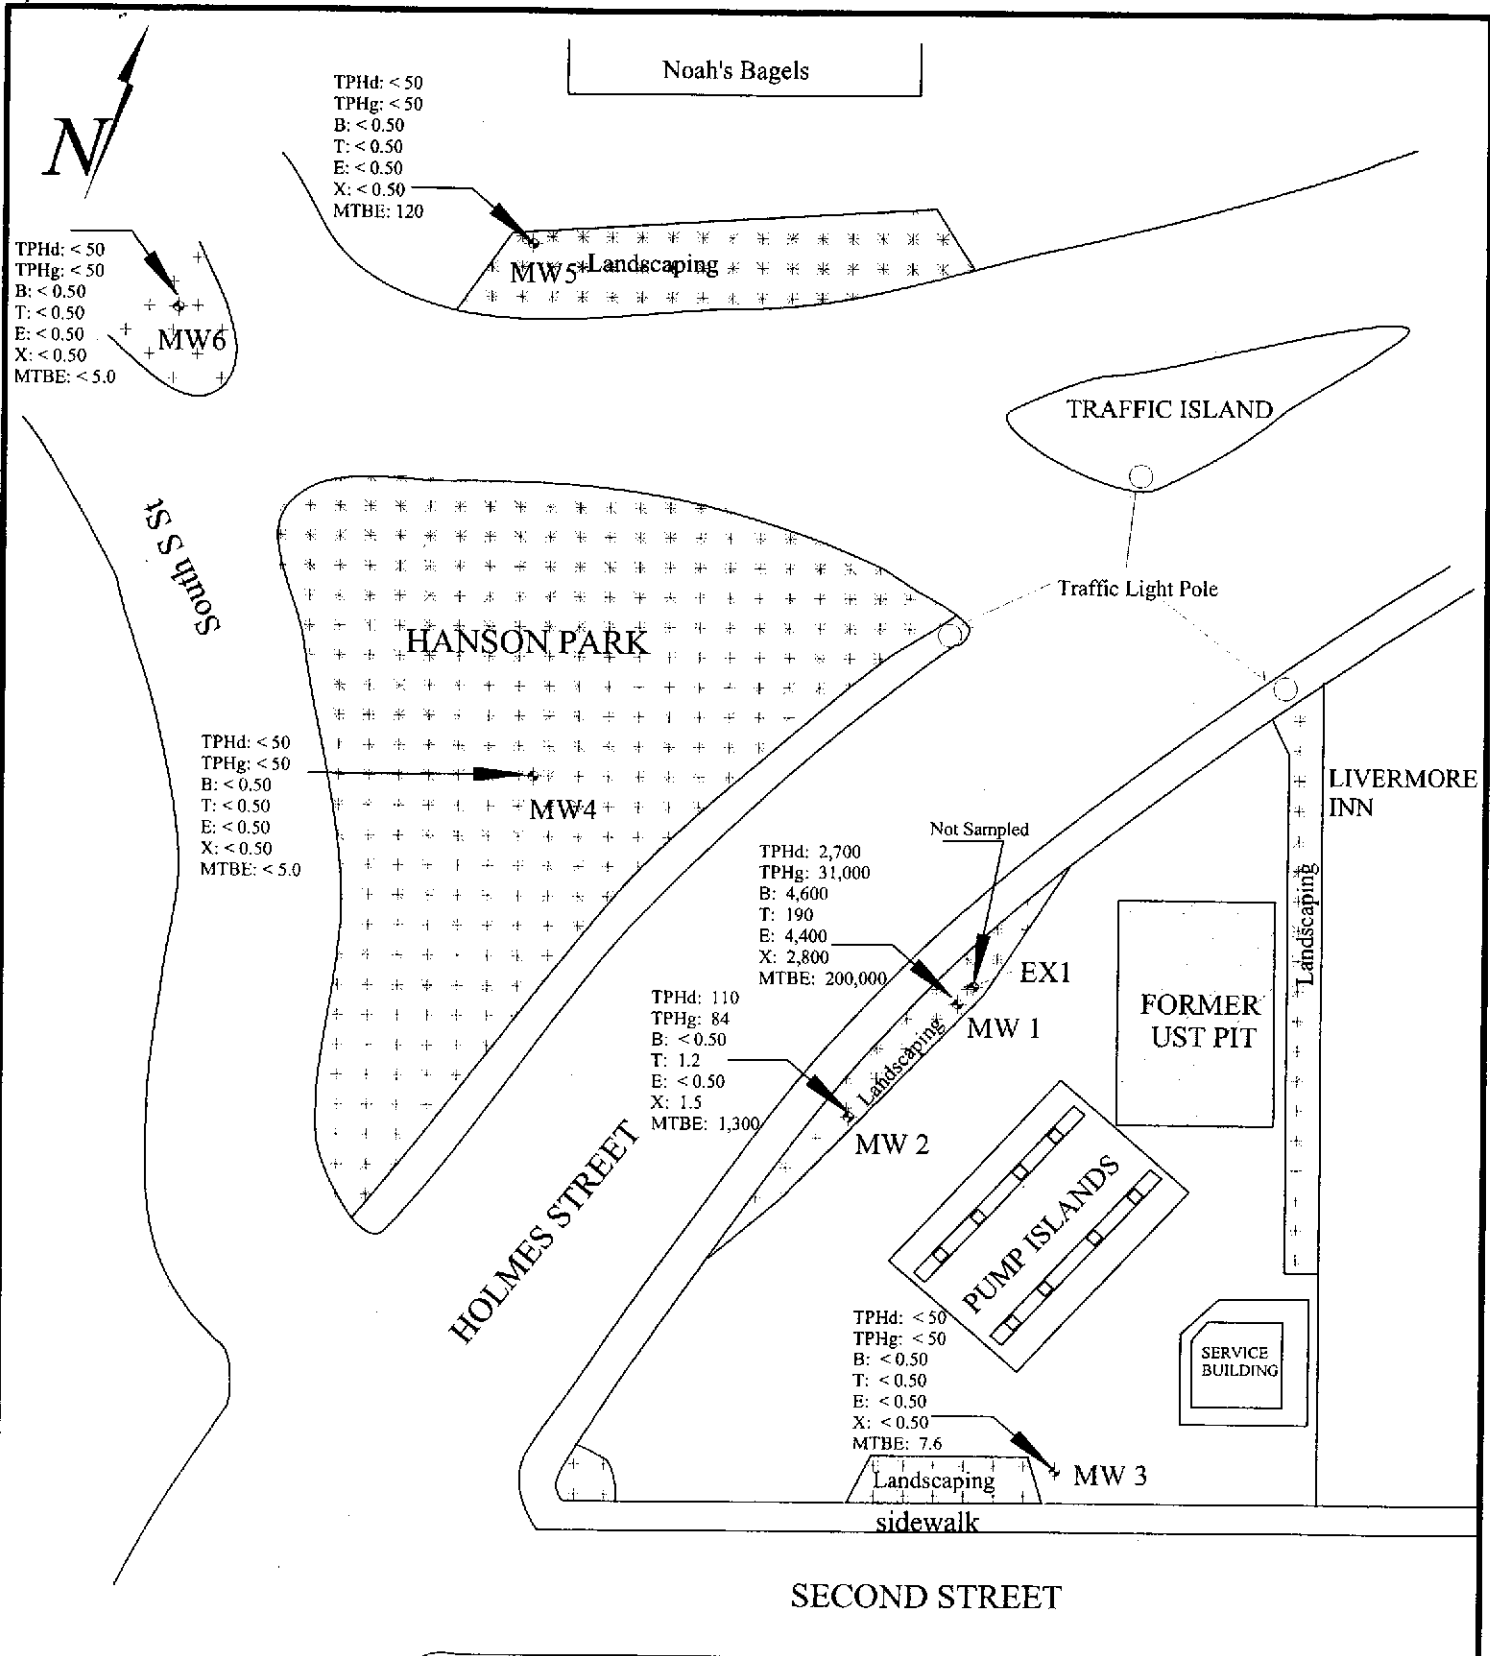 N
Noah's Bagels
TPHd: < 50
TPHg: < 50
B: < 0.50
T: < 0.50
E: < 0.50
X: < 0.50
MTBE: 120
MW5
Landscaping
TPHd: < 50
TPHg: < 50
B: < 0.50
T: < 0.50
E: < 0.50
X: < 0.50
MTBE: < 5.0
MW6
TRAFFIC ISLAND
South S St
Traffic Light Pole
HANSON PARK
TPHd: < 50
TPHg: < 50
B: < 0.50
T: < 0.50
E: < 0.50
X: < 0.50
MTBE: < 5.0
MW4
LIVERMORE
INN
Landscaping
Not Sampled
TPHd: 2,700
TPHg: 31,000
B: 4,600
T: 190
E: 4,400
X: 2,800
MTBE: 200,000
EX1
MW 1
FORMER
UST PIT
TPHd: 110
TPHg: 84
B: < 0.50
T: 1.2
E: < 0.50
X: 1.5
MTBE: 1,300
Landscaping
MW 2
HOLMES STREET
PUMP ISLANDS
TPHd: < 50
TPHg: < 50
B: < 0.50
T: < 0.50
E: < 0.50
X: < 0.50
MTBE: 7.6
SERVICE
BUILDING
MW 3
Landscaping
sidewalk
SECOND STREET